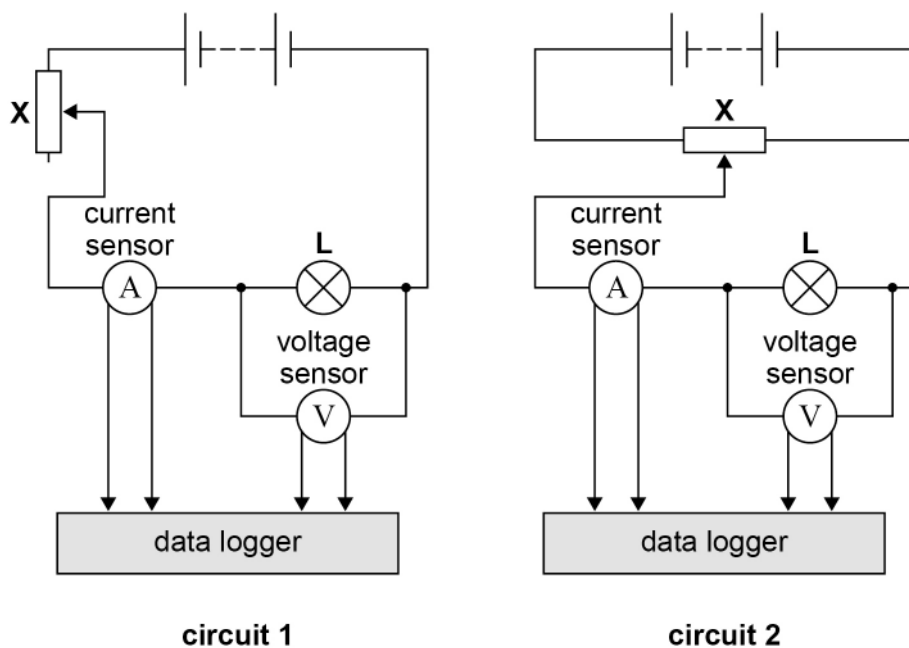 X
current
sensor
A
L
voltage
sensor
V
data logger
circuit 1
X
current
sensor
A
L
voltage
sensor
V
data logger
circuit 2